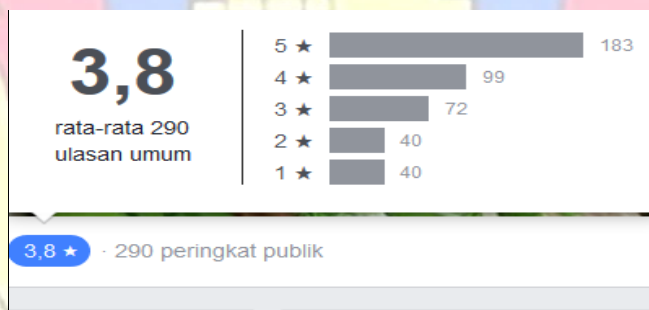 3,8
rata-rata 290
ulasan umum
5 ★ 183
4 ★ 99
3 ★ 72
2 ★ 40
1 ★ 40
3,8 ★ · 290 peringkat publik